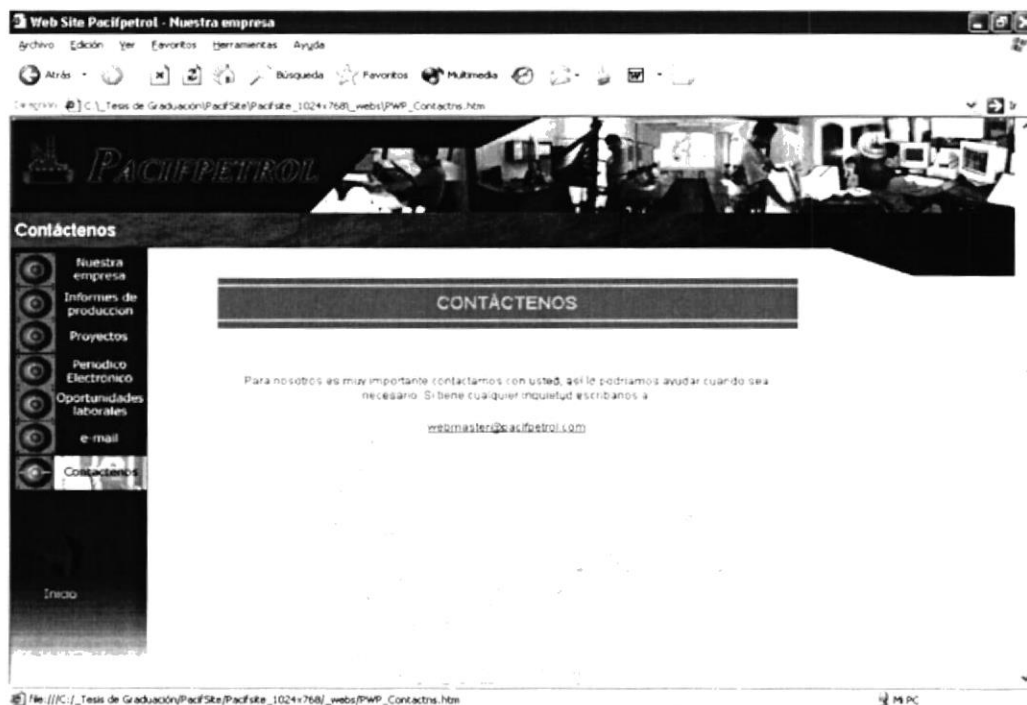 Web Site Pacifpetrol - Nuestra empresa
Archivo Edición Ver Favoritos Herramientas Ayuda
Atrás Búsqueda Favoritos Multimedia
C:\_Tesis de Graduación\PacifSite\Pacifsite_1024x768\_webs\PWP_Contactns.htm Ir
PACIFPETROL
Contáctenos
Nuestra
empresa
Informes de
produccion
Proyectos
Periodico
Electronico
Oportunidades
laborales
e-mail
Contactenos
Inicio
CONTÁCTENOS
Para nosotros es muy importante contactarnos con usted, así le podriamos ayudar cuando sea
necesario. Si tiene cualquier inquietud escribanos a
webmaster@pacifpetrol.com
file:///C:/_Tesis de Graduación/PacifSite/Pacifsite_1024x768/_webs/PWP_Contactns.htm
Mi PC